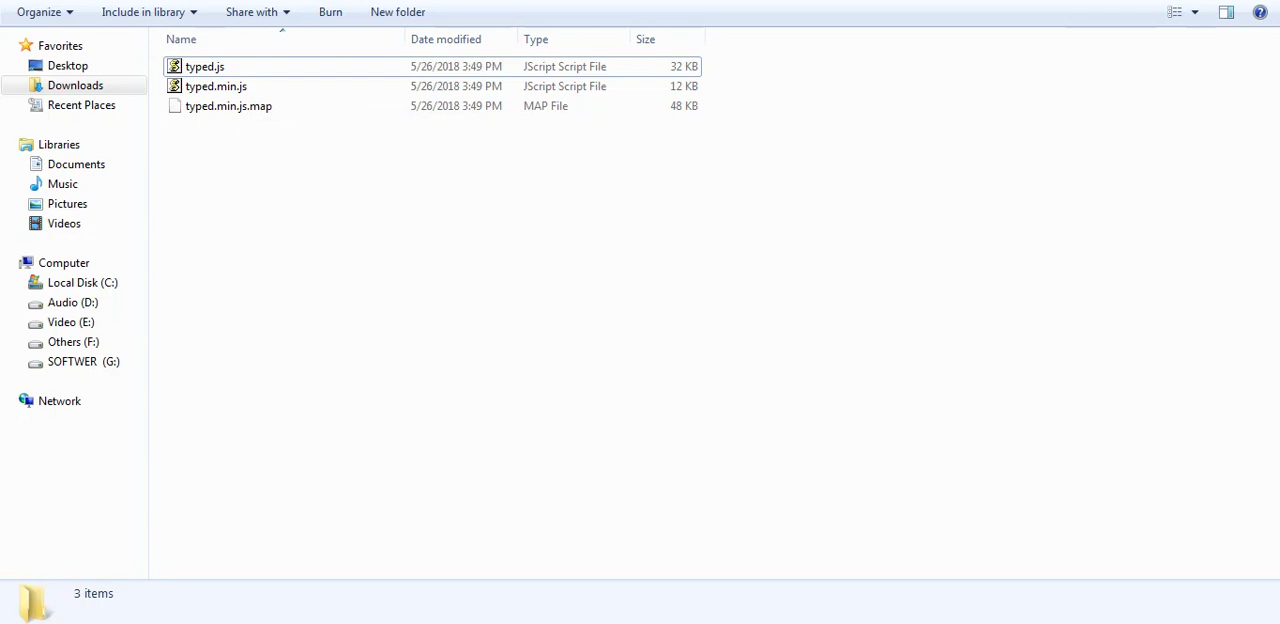 Organize Include in library Share with Burn New folder
Name Date modified Type Size
Favorites
Desktop
Downloads
Recent Places
Libraries
Documents
Music
Pictures
Videos
Computer
Local Disk (C:)
Audio (D:)
Video (E:)
Others (F:)
SOFTWER (G:)
Network
typed.js 5/26/2018 3:49 PM JScript Script File 32 KB
typed.min.js 5/26/2018 3:49 PM JScript Script File 12 KB
typed.min.js.map 5/26/2018 3:49 PM MAP File 48 KB
3 items